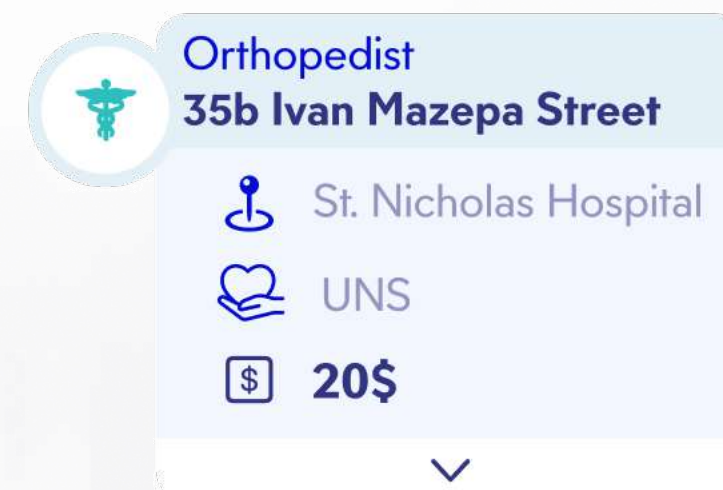 Orthopedist
35b Ivan Mazepa Street
St. Nicholas Hospital
UNS
$ 20$